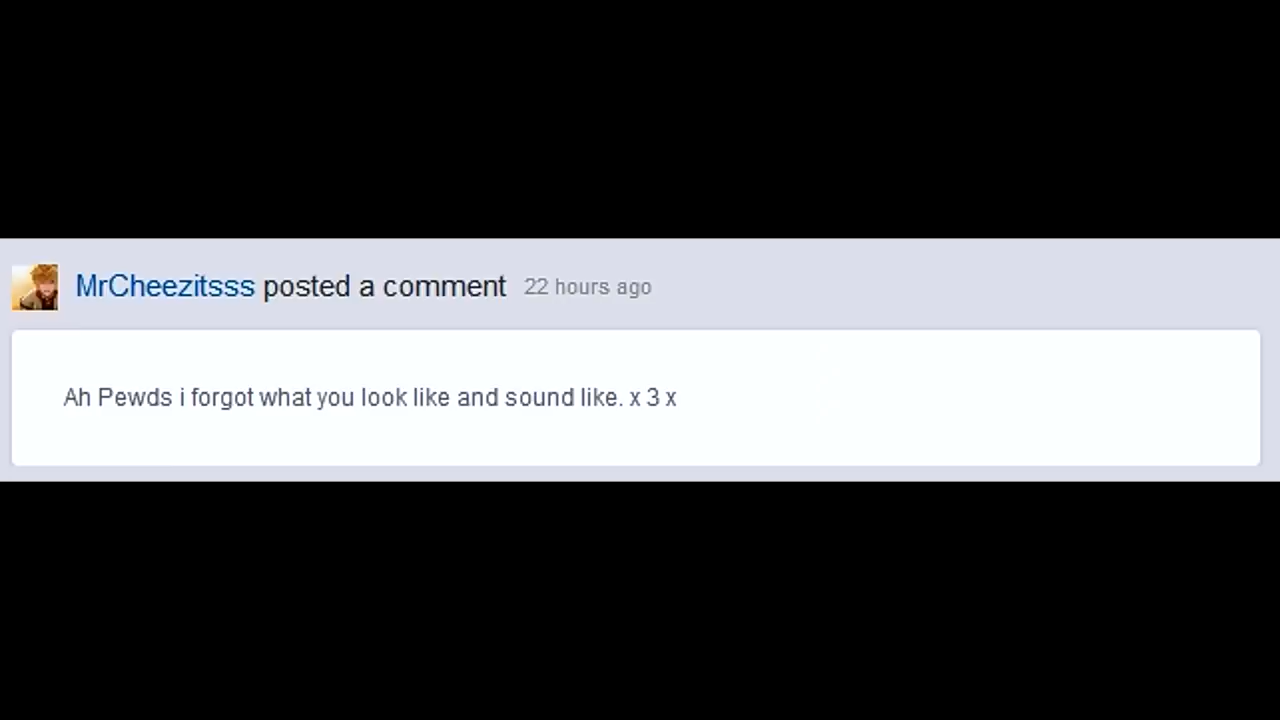 MrCheezitsss posted a comment 22 hours ago
Ah Pewds i forgot what you look like and sound like. x 3 x